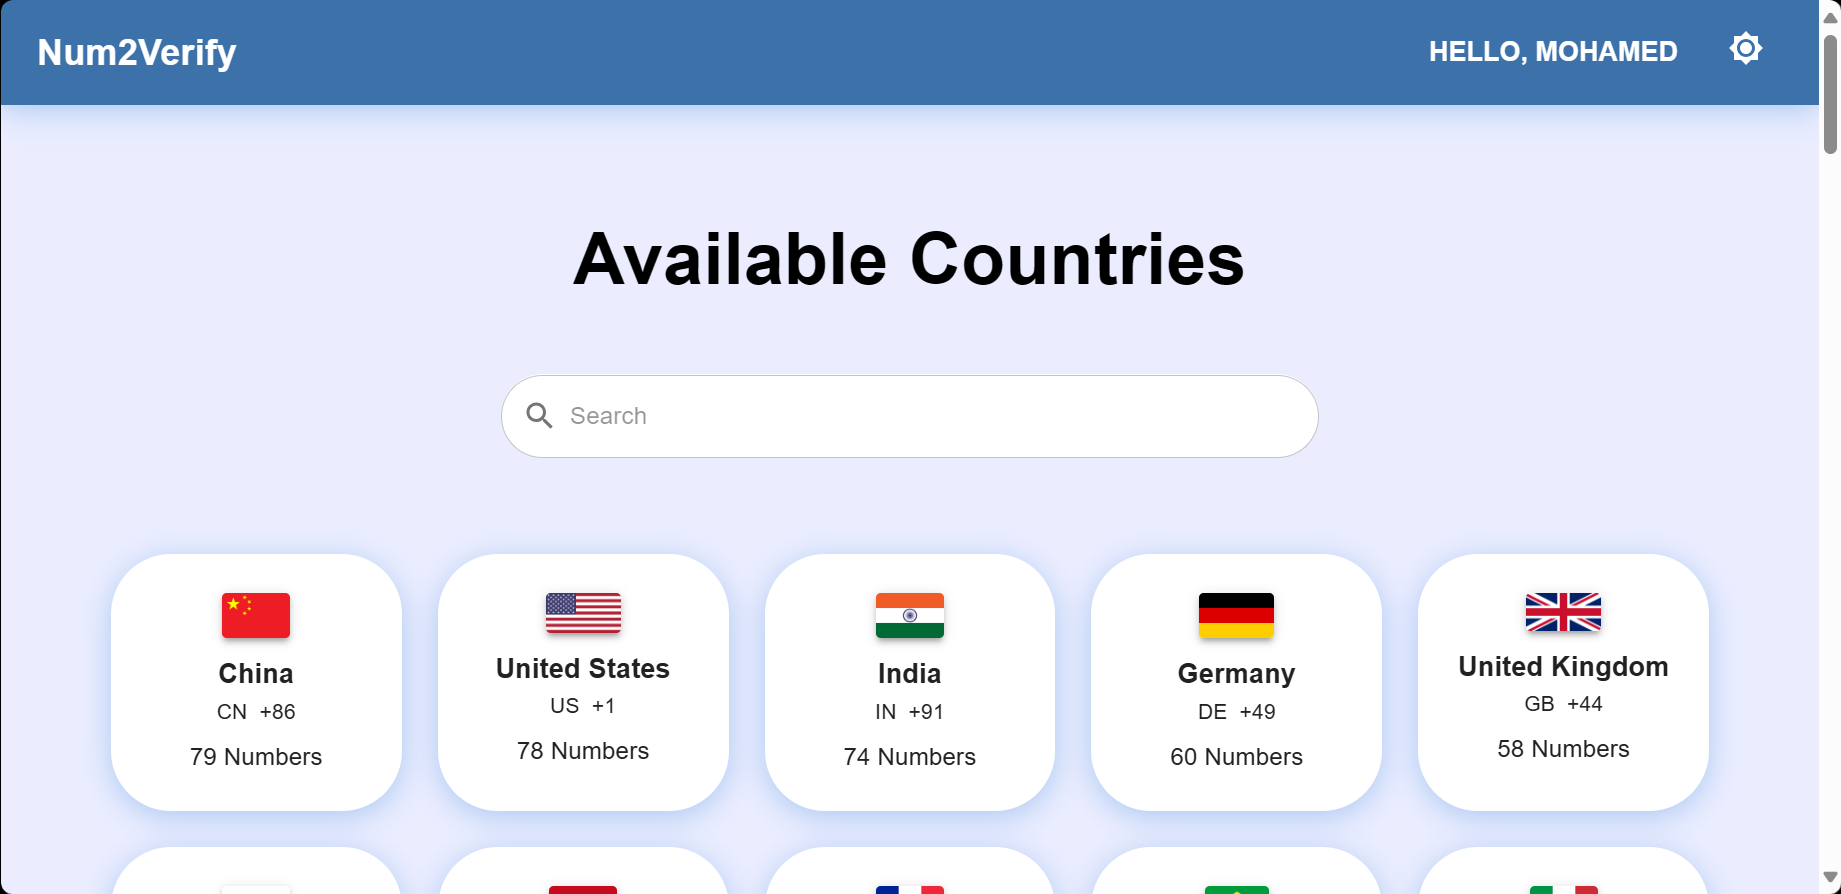 Num2Verify
HELLO, MOHAMED
Available Countries
Search
China
CN +86
79 Numbers
United States
US +1
78 Numbers
India
IN +91
74 Numbers
Germany
DE +49
60 Numbers
United Kingdom
GB +44
58 Numbers